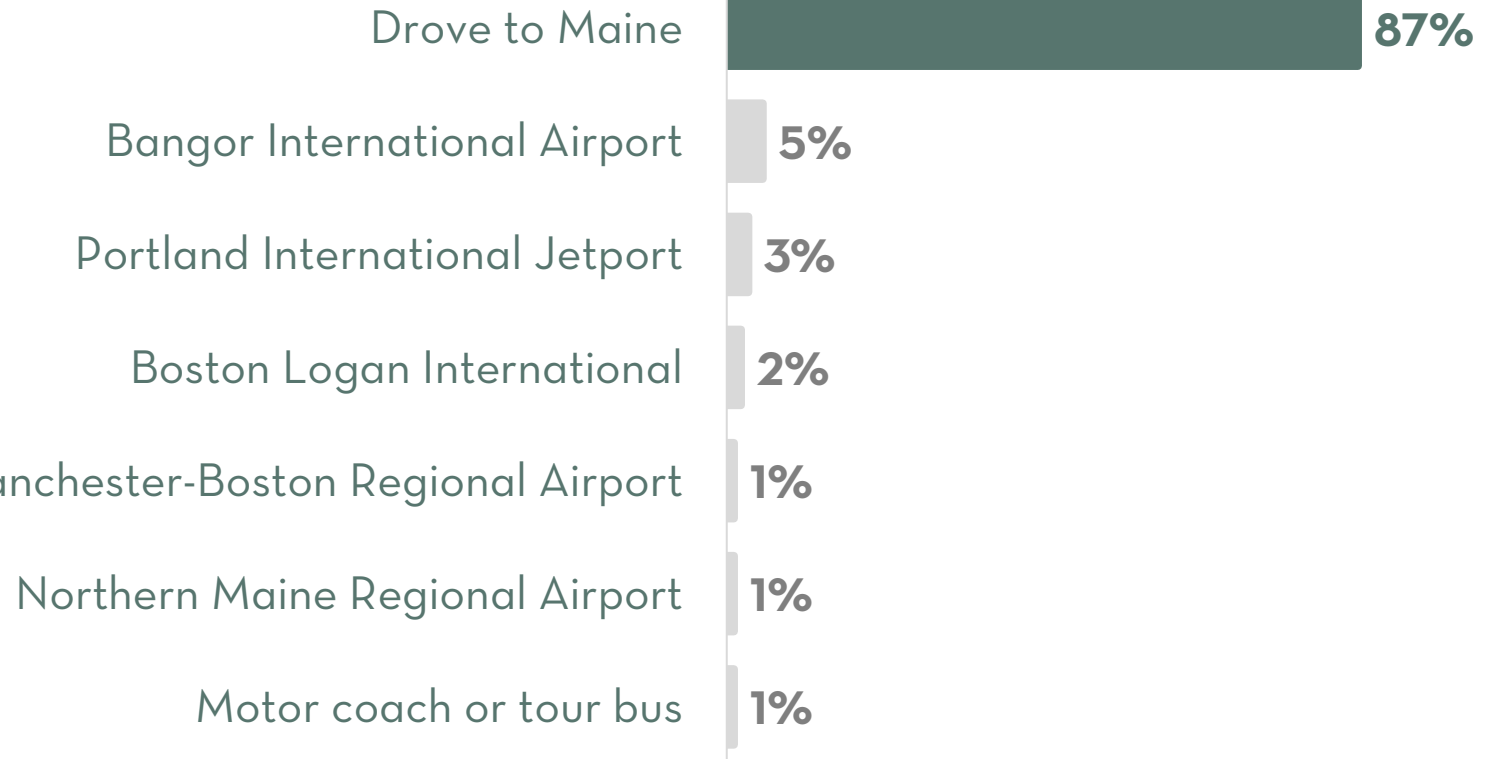 Drove to Maine 87%
Bangor International Airport 5%
Portland International Jetport 3%
Boston Logan International 2%
anchester-Boston Regional Airport 1%
Northern Maine Regional Airport 1%
Motor coach or tour bus 1%